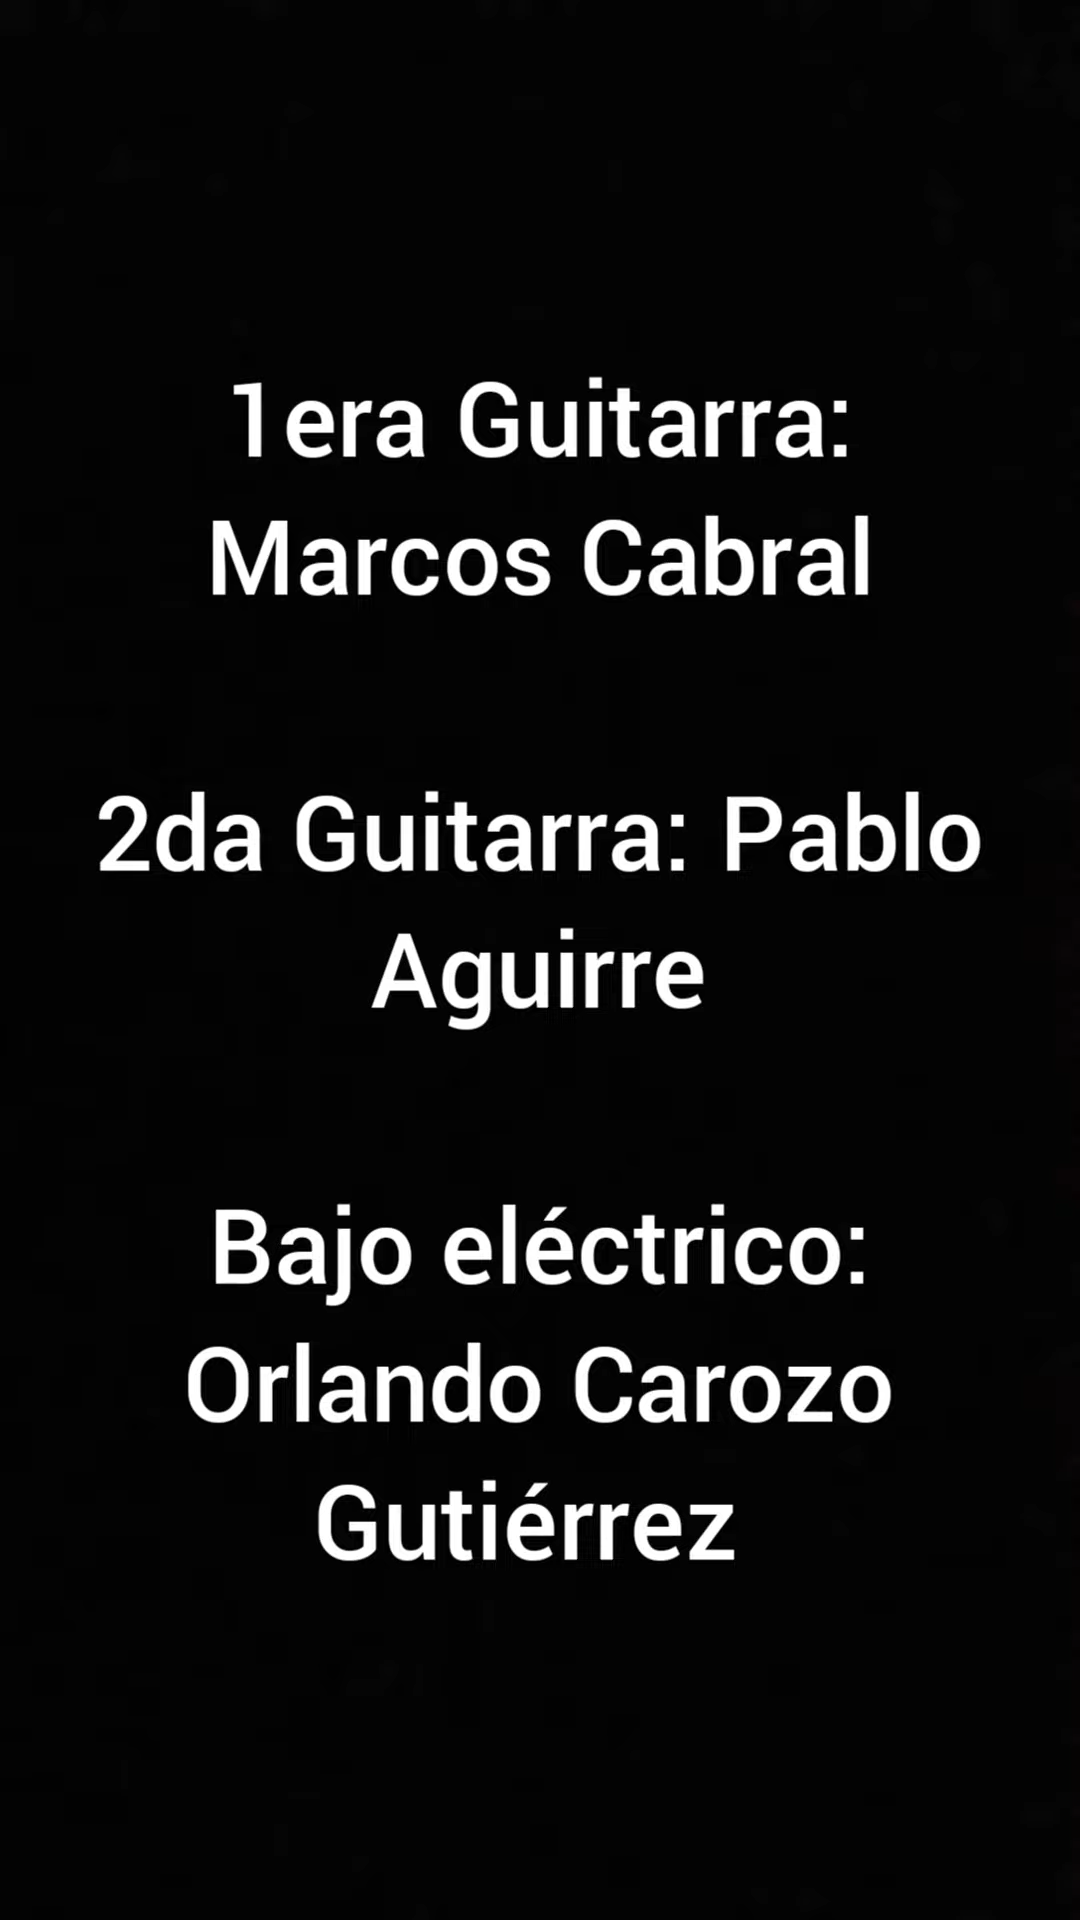 1era Guitarra:
Marcos Cabral
2da Guitarra: Pablo
Aguirre
Bajo eléctrico:
Orlando Carozo
Gutiérrez